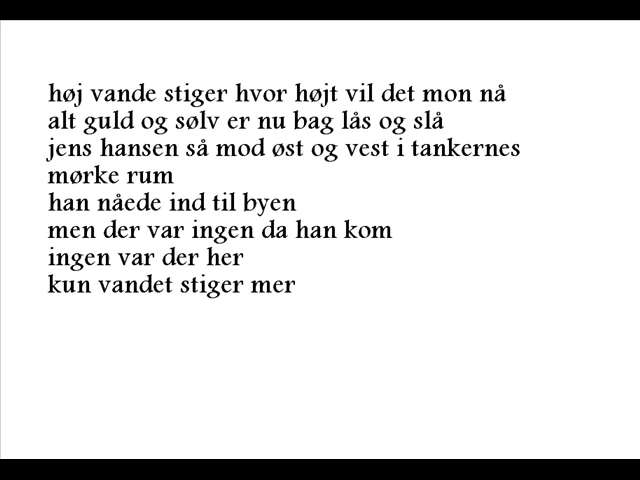 høj vande stiger hvor højt vil det mon nå
alt guld og sølv er nu bag lås og slå
jens hansen så mod øst og vest i tankernes
mørke rum
han nåede ind til byen
men der var ingen da han kom
ingen var der her
kun vandet stiger mer